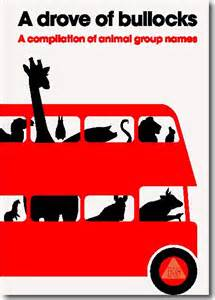 A drove of bullocks
A compilation of animal group names